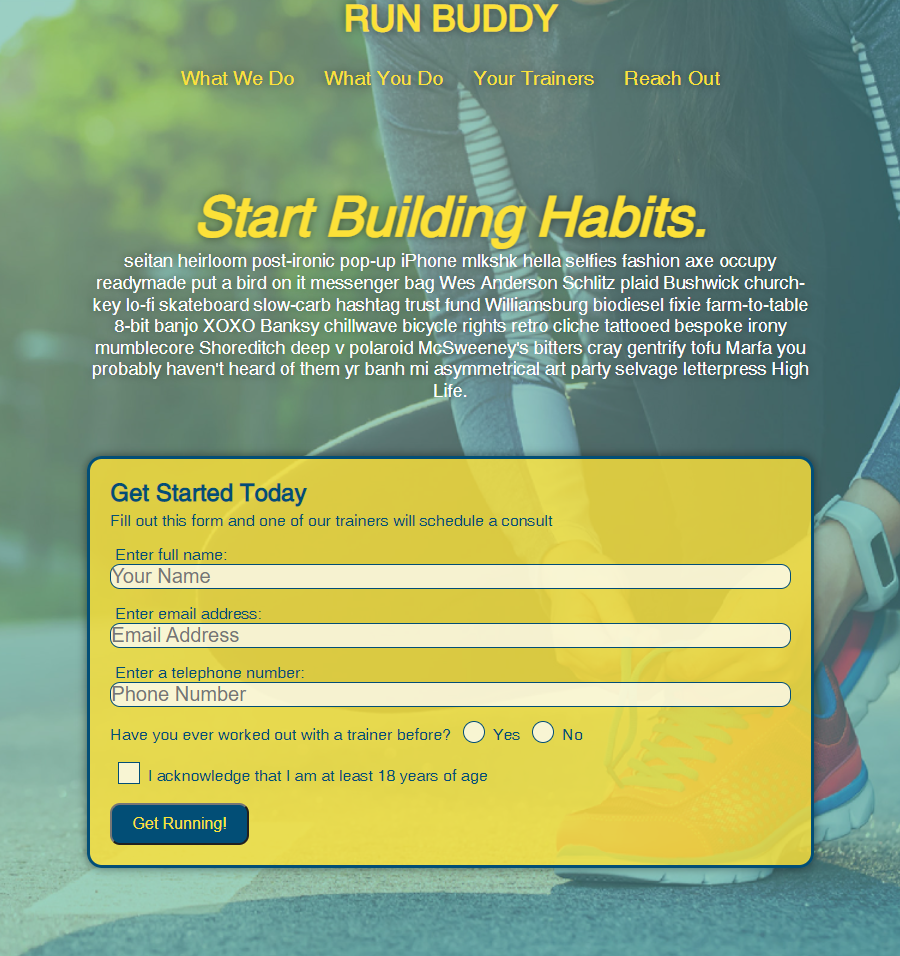 RUN BUDDY
What We Do What You Do Your Trainers Reach Out
Start Building Habits.
seitan heirloom post-ironic pop-up iPhone mlkshk hella selfies fashion axe occupy
readymade put a bird on it messenger bag Wes Anderson Schlitz plaid Bushwick church-
key lo-fi skateboard slow-carb hashtag trust fund Williamsburg biodiesel fixie farm-to-table
8-bit banjo XOXO Banksy chillwave bicycle rights retro cliche tattooed bespoke irony
mumblecore Shoreditch deep v polaroid McSweeney's bitters cray gentrify tofu Marfa you
probably haven't heard of them yr banh mi asymmetrical art party selvage letterpress High
Life.
Get Started Today
Fill out this form and one of our trainers will schedule a consult
Enter full name:
Your Name
Enter email address:
Email Address
Enter a telephone number:
Phone Number
Have you ever worked out with a trainer before? Yes No
I acknowledge that I am at least 18 years of age
Get Running!